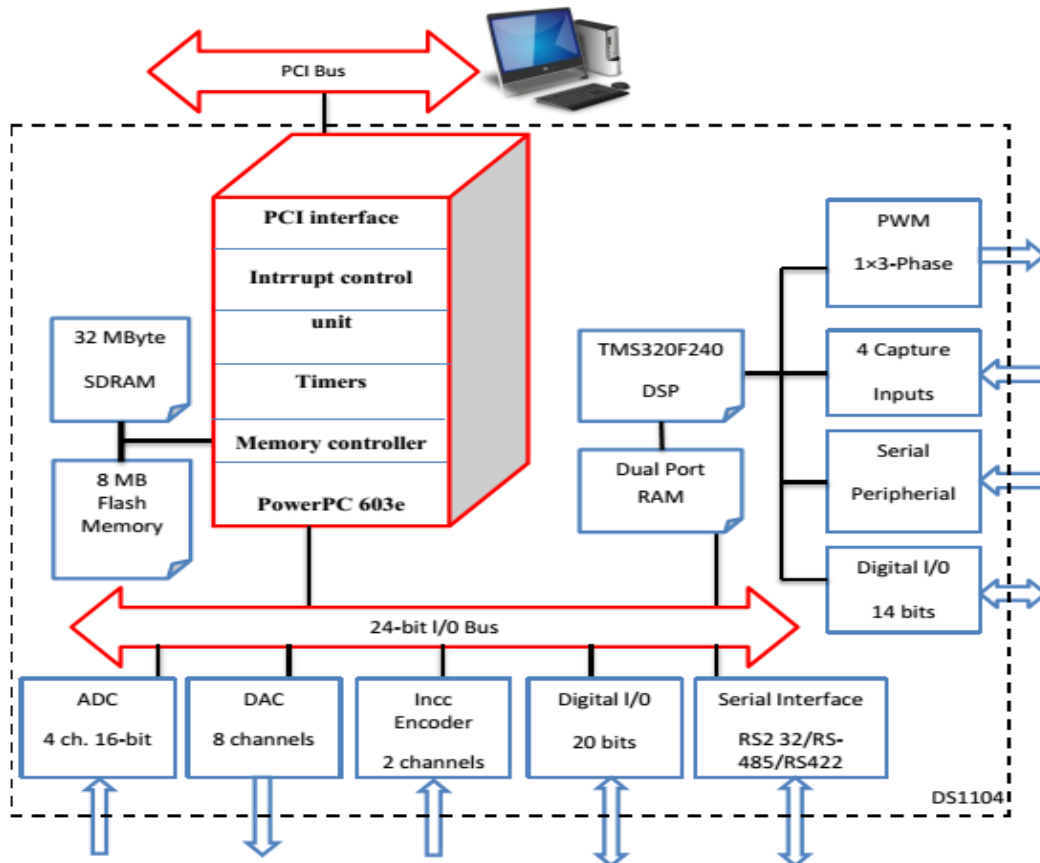 PCI Bus
PCI interface
Intrrupt control
unit
Timers
Memory controller
PowerPC 603e
32 MByte
SDRAM
8 MB
Flash
Memory
TMS320F240
DSP
Dual Port
RAM
PWM
1×3-Phase
4 Capture
Inputs
Serial
Peripherial
Digital I/0
14 bits
24-bit I/0 Bus
ADC
4 ch. 16-bit
DAC
8 channels
Incc
Encoder
2 channels
Digital I/0
20 bits
Serial Interface
RS2 32/RS-
485/RS422
DS1104